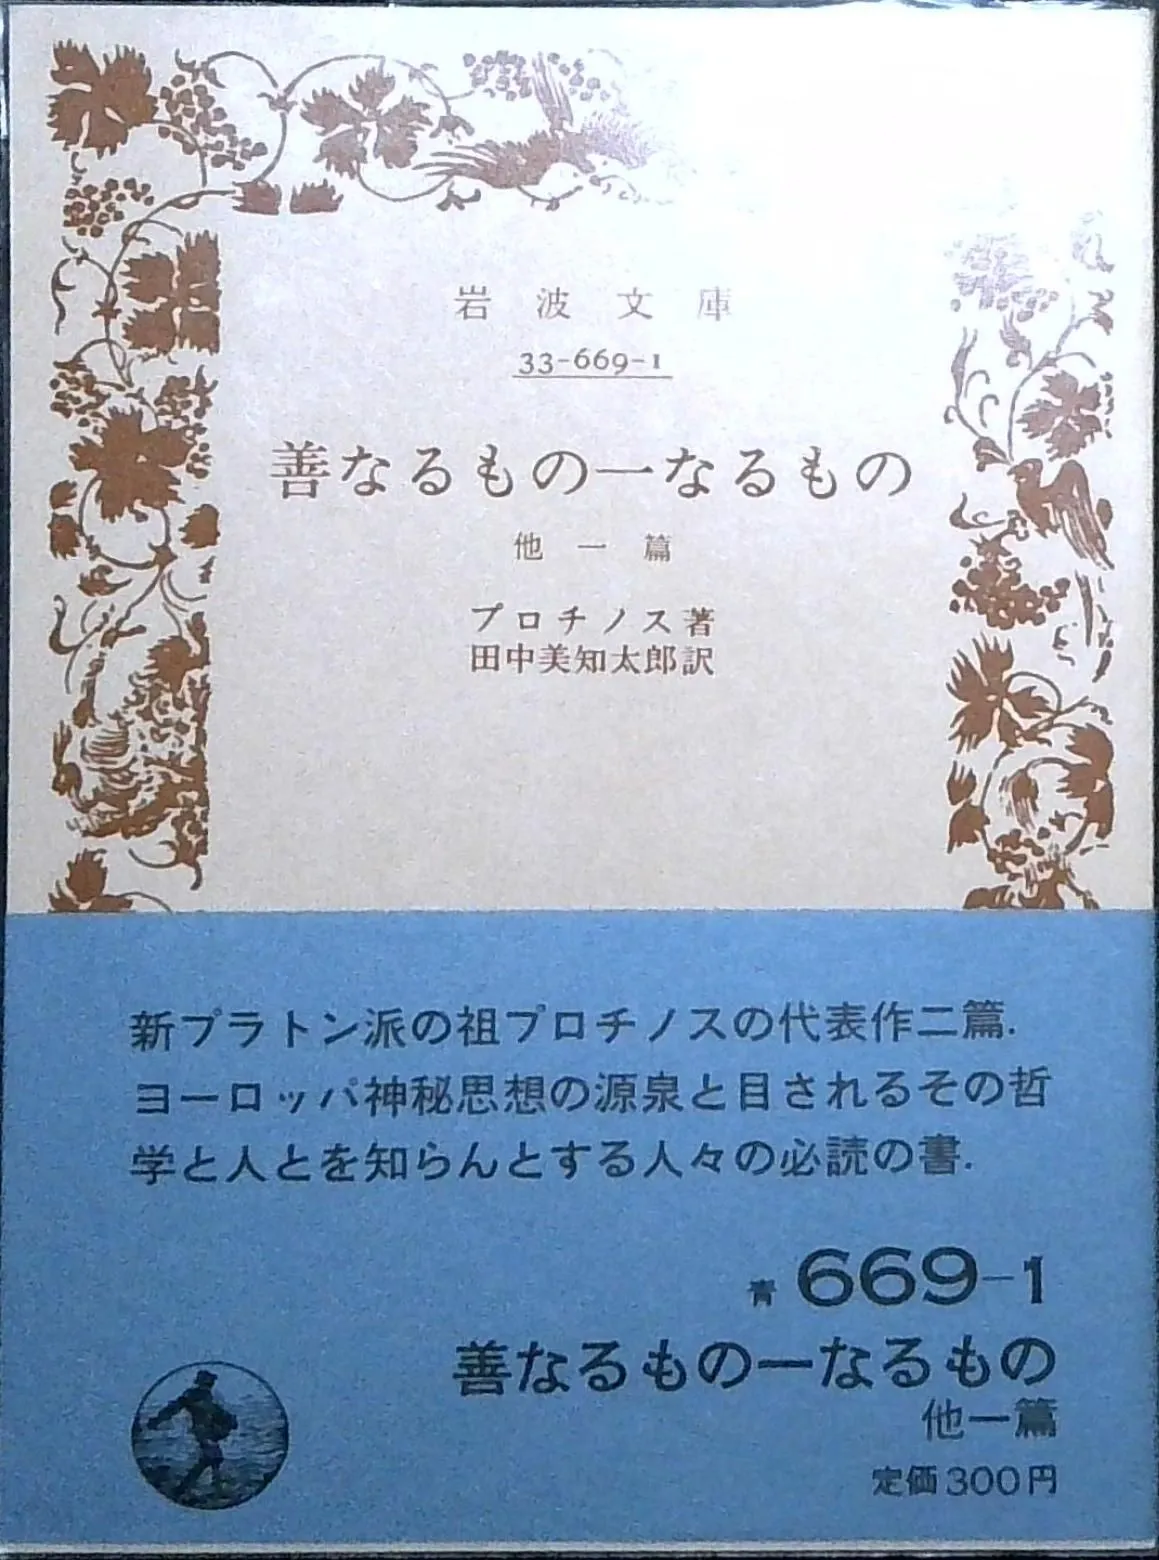 岩波文庫
33-669-1
善なるもの一なるもの
他一篇
プロチノス著
田中美知太郎訳
新プラトン派の祖プロチノスの代表作二篇.
ヨーロッパ神秘思想の源泉と目されるその哲
学と人とを知らんとする人々の必読の書.
青 669-1
善なるもの一なるもの
他一篇
定価300円